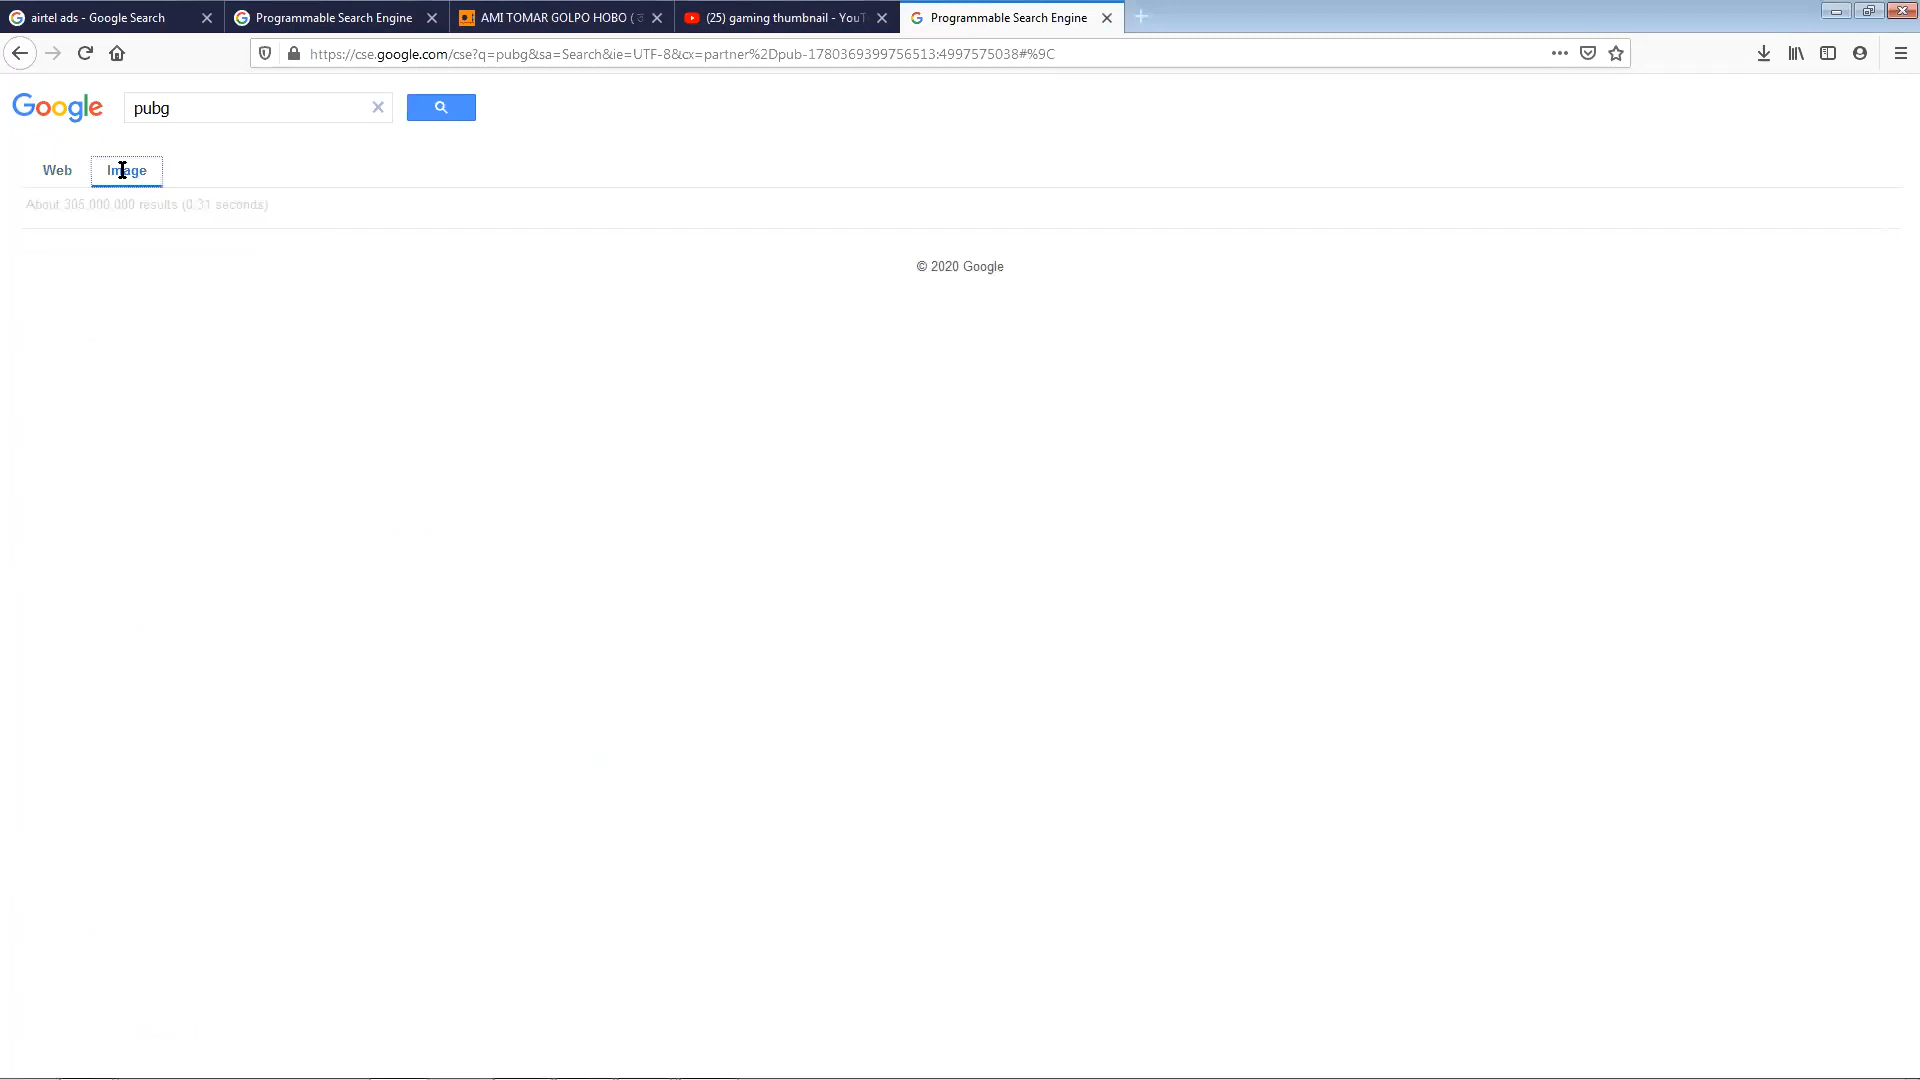 airtel ads - Google Search
Programmable Search Engine
AMI TOMAR GOLPO HOBO (
(25) gaming thumbnail - YouT
Programmable Search Engine
https://cse.google.com/cse?q=pubg&sa=Search&ie=UTF-8&cx=partner%2Dpub-1780369399756513:4997575038#%9C
Google
pubg
Web
Image
About 305,000,000 results (0.31 seconds)
© 2020 Google